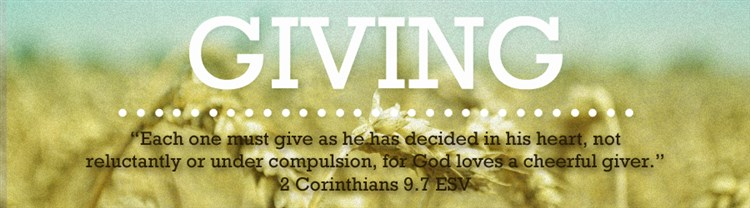 GIVING
“Each one must give as he has decided in his heart, not
reluctantly or under compulsion, for God loves a cheerful giver.”
2 Corinthians 9.7 ESV